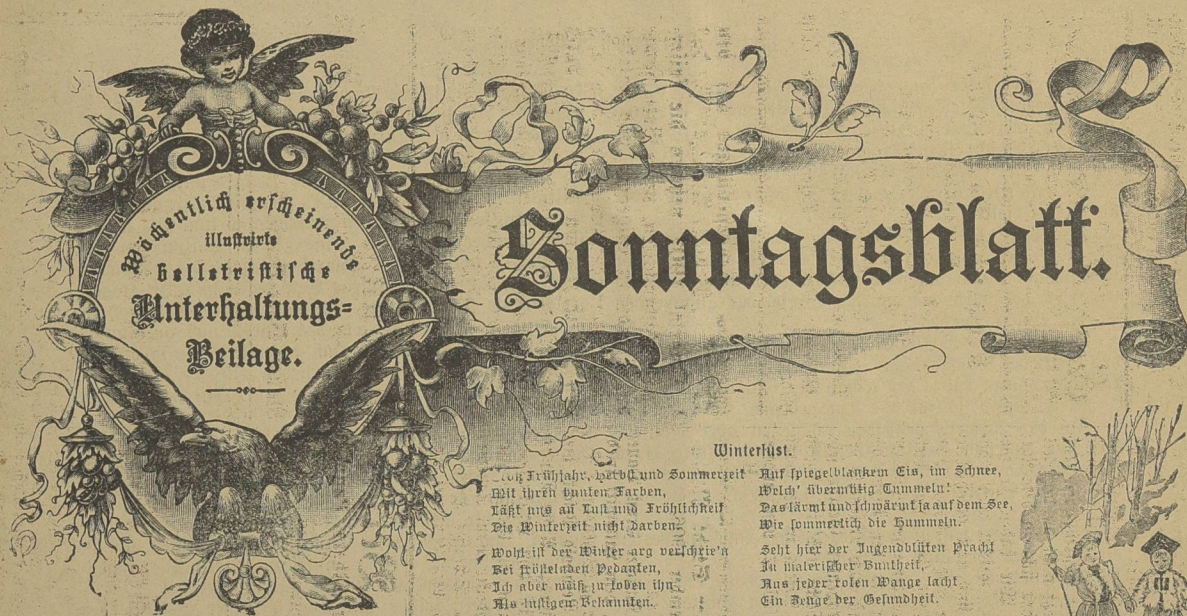 Wöchentlich erscheinende
illustrirte
belletristische
Unterhaltungs=
Beilage.
Sonntagsblatt.
Winterlust.
Trotz Frühjahr, Herbst und Sommerzeit
Mit ihren bunten Farben,
Läßt uns an Lust und Fröhlichkeit
Die Winterzeit nicht darben.
Wohl ist der Winter arg verschrie'n
Bei fröstelnden Pedanten,
Ich aber muß zu loben ihn
Als lustigen Bekannten.
Auf spiegelblankem Eis, im Schnee,
Welch' übermütig Tummeln!
Das lärmt und schwärmt ja auf dem See,
Wie sommerlich die Hummeln.
Seht hier der Jugendblüten Pracht
In malerischer Buntheit,
Aus jeder roten Wange lacht
Ein Zeuge der Gesundheit.